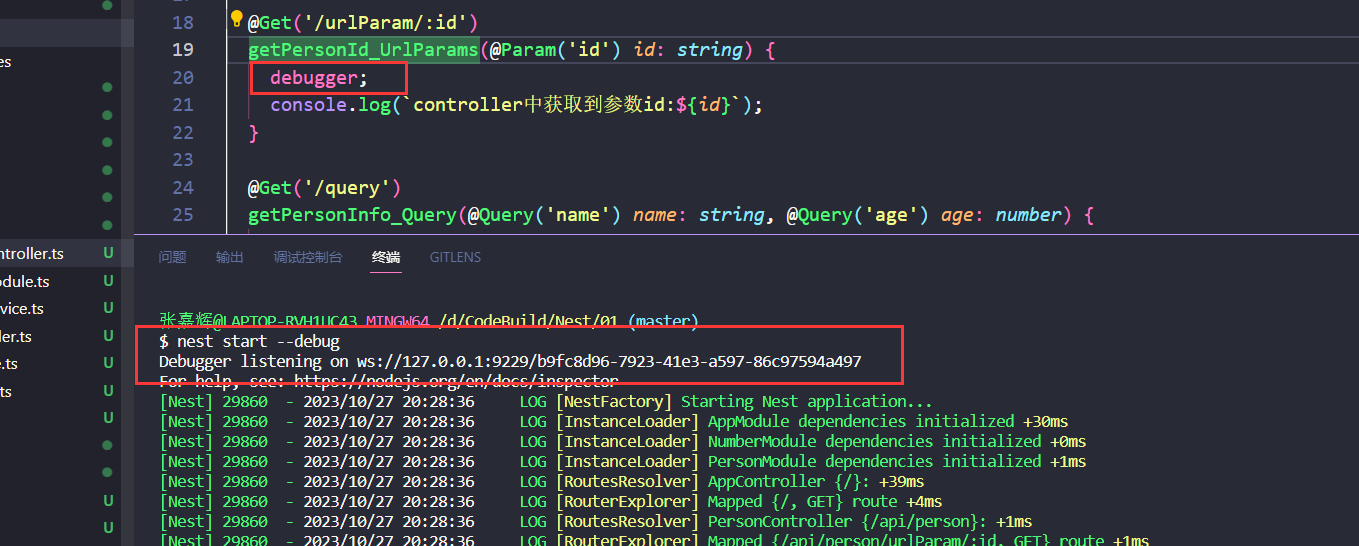 18 @Get('/urlParam/:id')
19 getPersonId_UrlParams(@Param('id') id: string) {
es
20 debugger;
21 console.log(`controller中获取到参数id:${id}`);
22 }
23
24 @Get('/query')
25 getPersonInfo_Query(@Query('name') name: string, @Query('age') age: number) {
ntroller.ts U
odule.ts U
vice.ts U
ler.ts U
e.ts U
ts U
U
U
U
问题 输出 调试控制台 终端 GITLENS
张嘉辉@LAPTOP-RVH1UC43 MINGW64 /d/CodeBuild/Nest/01 (master)
$ nest start --debug
Debugger listening on ws://127.0.0.1:9229/b9fc8d96-7923-41e3-a597-86c97594a497
For help, see: https://nodejs.org/en/docs/inspector
[Nest] 29860 - 2023/10/27 20:28:36 LOG [NestFactory] Starting Nest application...
[Nest] 29860 - 2023/10/27 20:28:36 LOG [InstanceLoader] AppModule dependencies initialized +30ms
[Nest] 29860 - 2023/10/27 20:28:36 LOG [InstanceLoader] NumberModule dependencies initialized +0ms
[Nest] 29860 - 2023/10/27 20:28:36 LOG [InstanceLoader] PersonModule dependencies initialized +1ms
[Nest] 29860 - 2023/10/27 20:28:36 LOG [RoutesResolver] AppController {/}: +39ms
[Nest] 29860 - 2023/10/27 20:28:36 LOG [RouterExplorer] Mapped {/, GET} route +4ms
[Nest] 29860 - 2023/10/27 20:28:36 LOG [RoutesResolver] PersonController {/api/person}: +1ms
[Nest] 29860 - 2023/10/27 20:28:36 LOG [RouterExplorer] Mapped {/api/person/urlParam/:id, GET} route +1ms